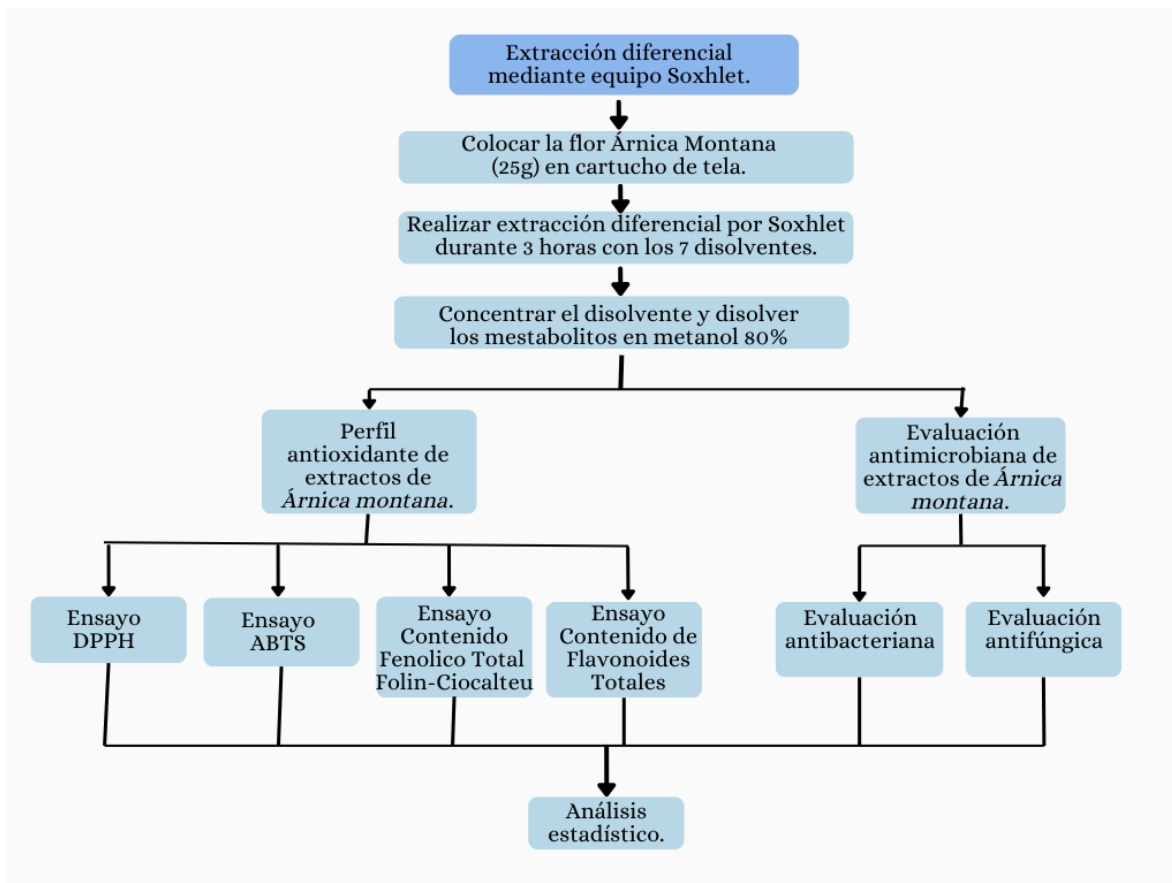 Extracción diferencial
mediante equipo Soxhlet.
Colocar la flor Árnica Montana
(25g) en cartucho de tela.
Realizar extracción diferencial por Soxhlet
durante 3 horas con los 7 disolventes.
Concentrar el disolvente y disolver
los mestabolitos en metanol 80%
Perfil
antioxidante de
extractos de
Árnica montana.
Evaluación
antimicrobiana de
extractos de Árnica
montana.
Ensayo
DPPH
Ensayo
ABTS
Ensayo
Contenido
Fenolico Total
Folin-Ciocalteu
Ensayo
Contenido de
Flavonoides
Totales
Evaluación
antibacteriana
Evaluación
antifúngica
Análisis
estadístico.